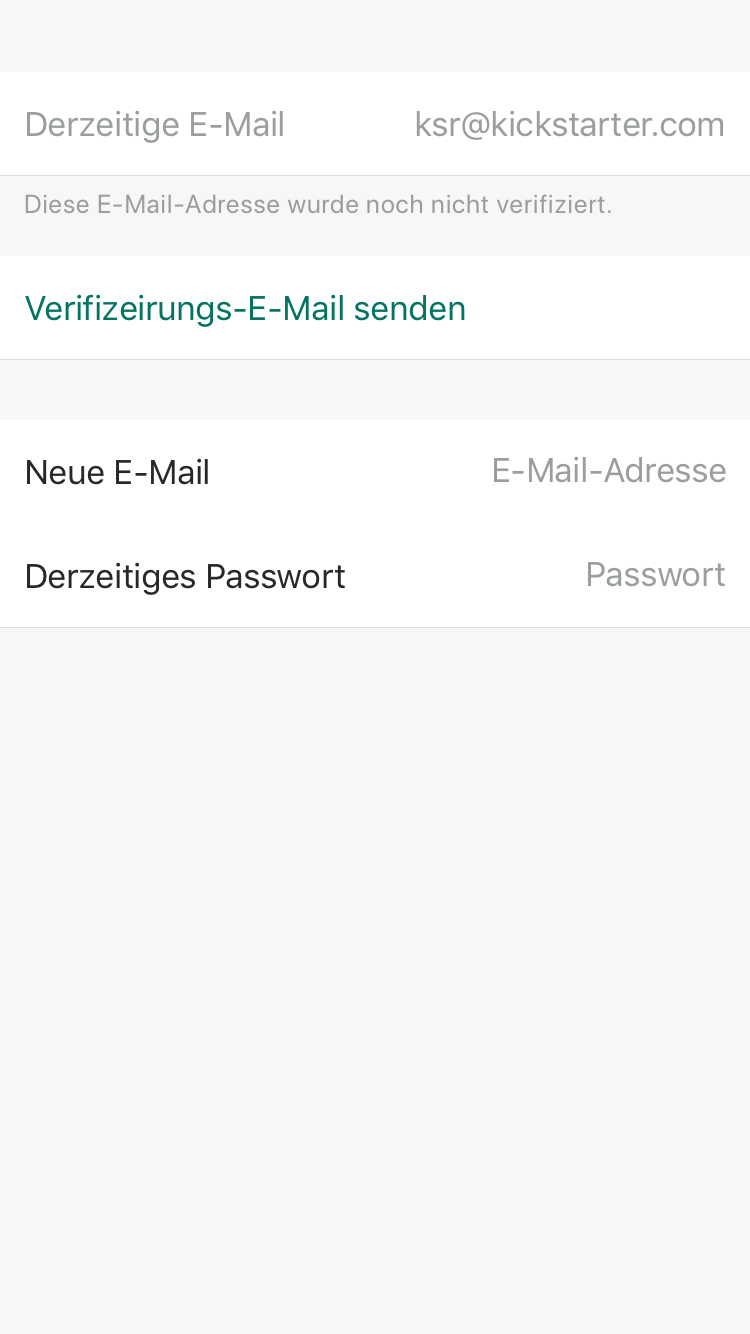 Derzeitige E-Mail ksr@kickstarter.com
Diese E-Mail-Adresse wurde noch nicht verifiziert.
Verifizeirungs-E-Mail senden
Neue E-Mail E-Mail-Adresse
Derzeitiges Passwort Passwort